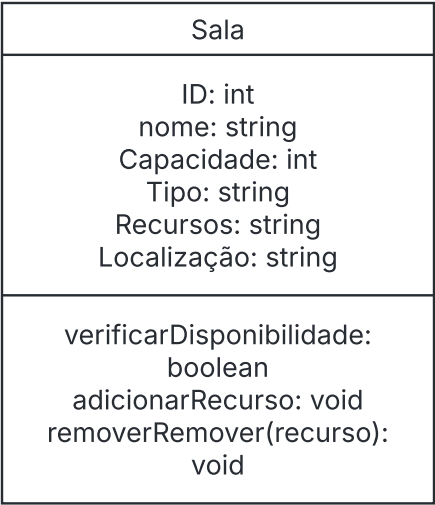 Sala
ID: int
nome: string
Capacidade: int
Tipo: string
Recursos: string
Localização: string
verificarDisponibilidade:
boolean
adicionarRecurso: void
removerRemover(recurso):
void